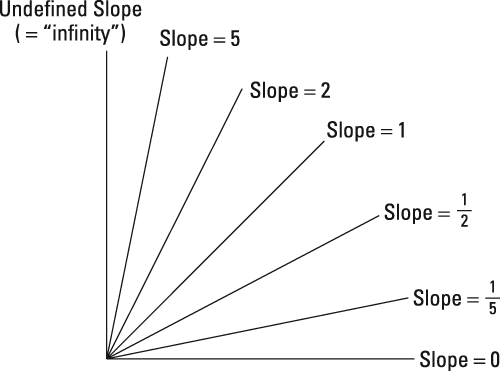 Undefined Slope
( = “infinity”)
Slope = 5
Slope = 2
Slope = 1
Slope = 1/2
Slope = 1/5
Slope = 0